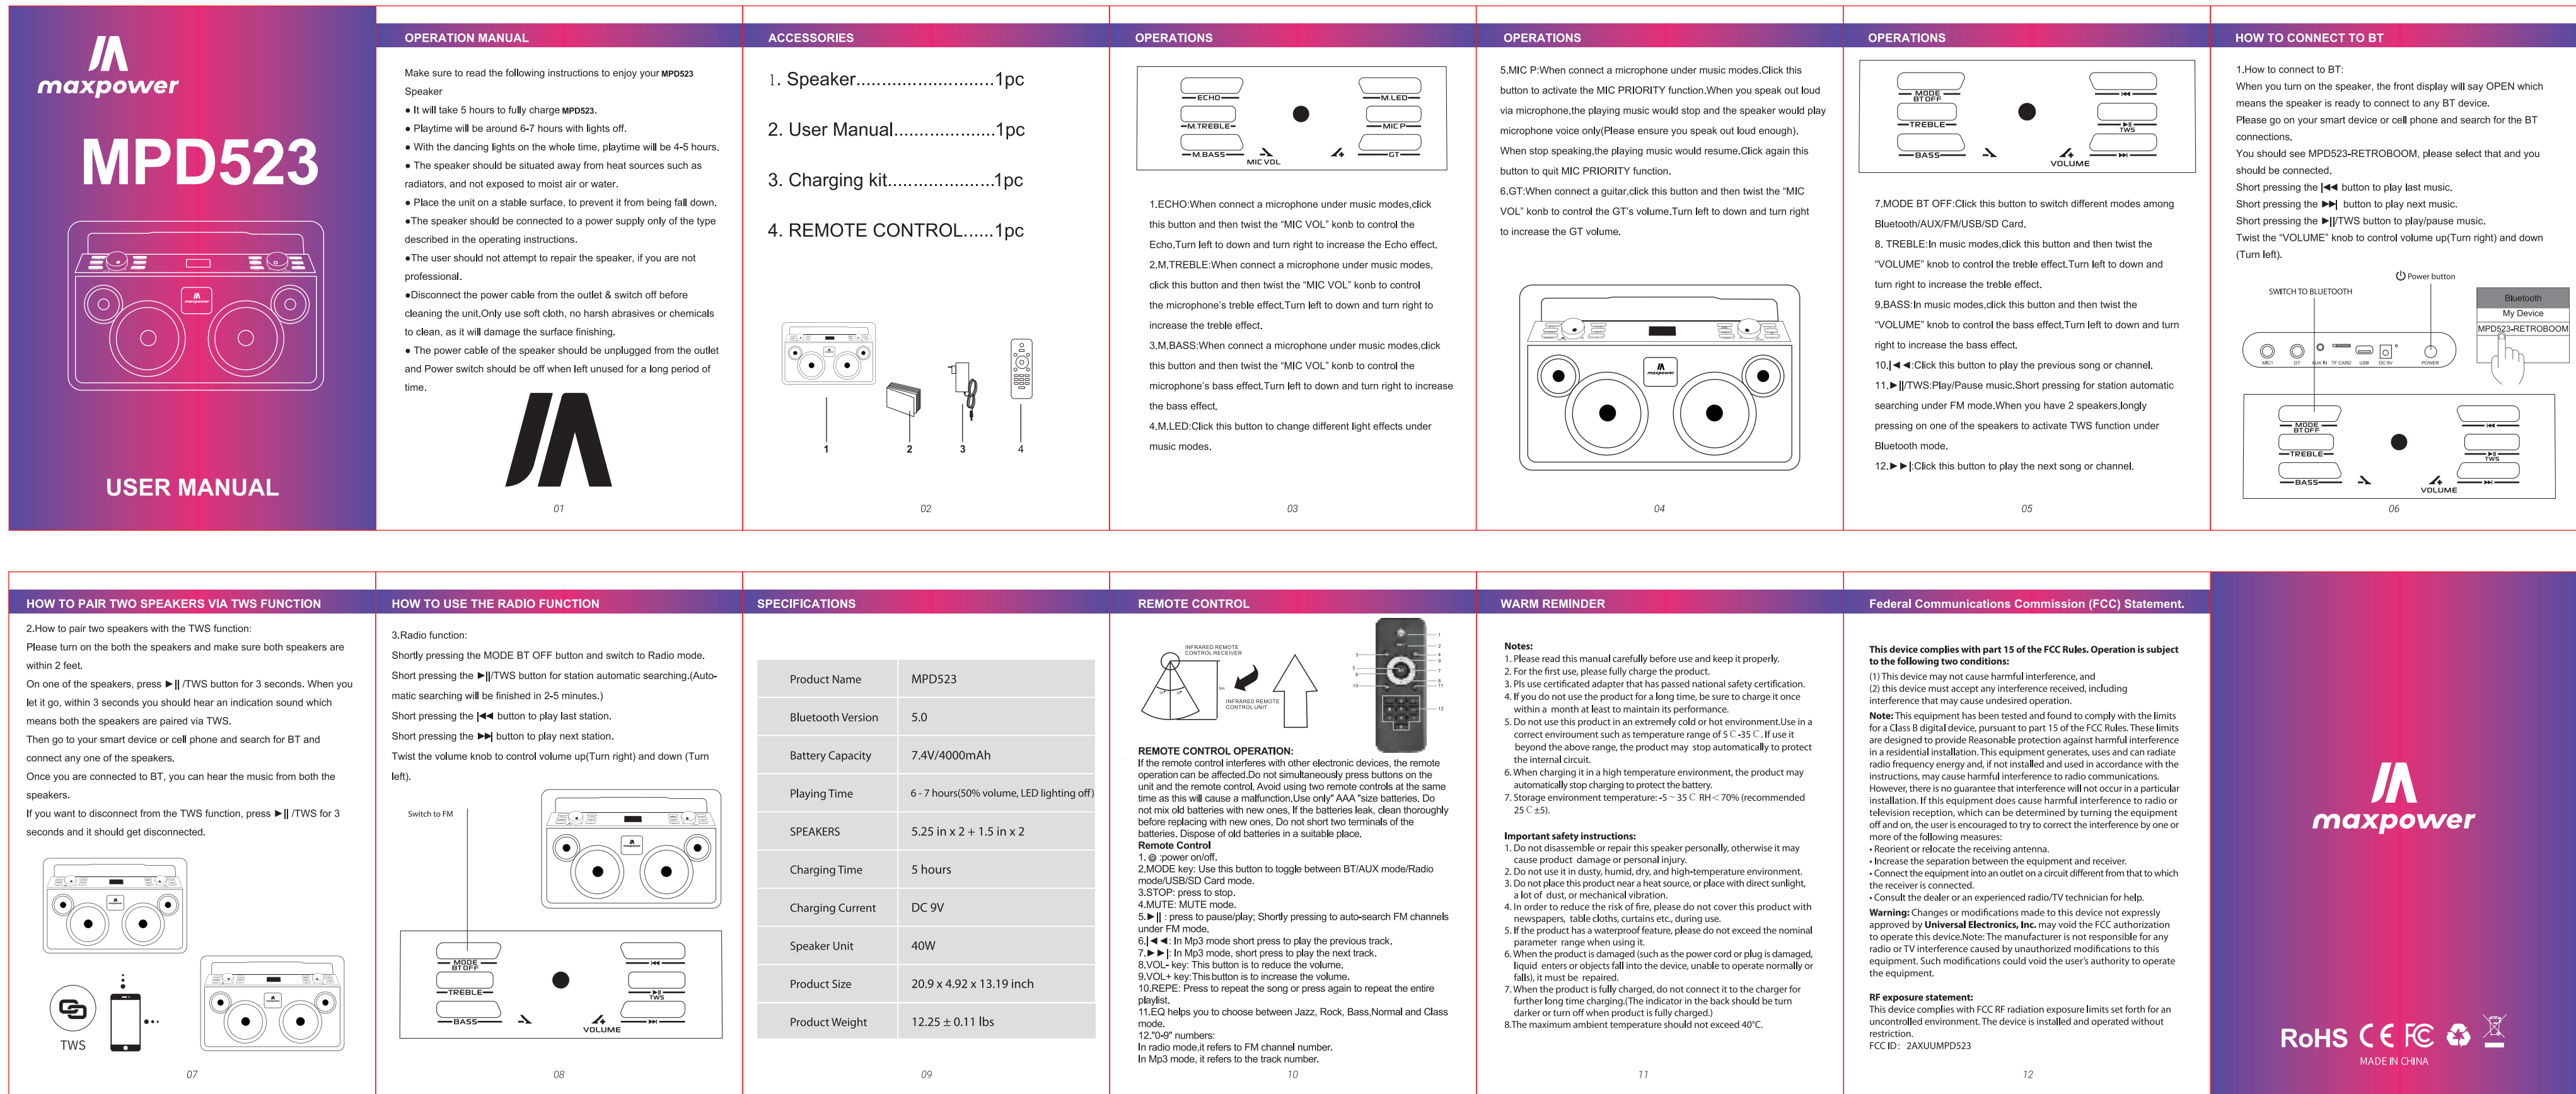 maxpower
MPD523
maxpower
USER MANUAL
OPERATION MANUAL
Make sure to read the following instructions to enjoy your MPD523
Speaker
● It will take 5 hours to fully charge MPD523.
● Playtime will be around 6-7 hours with lights off.
● With the dancing lights on the whole time, playtime will be 4-5 hours.
● The speaker should be situated away from heat sources such as
radiators, and not exposed to moist air or water.
● Place the unit on a stable surface, to prevent it from being fall down.
●The speaker should be connected to a power supply only of the type
described in the operating instructions.
●The user should not attempt to repair the speaker, if you are not
professional.
●Disconnect the power cable from the outlet & switch off before
cleaning the unit.Only use soft cloth, no harsh abrasives or chemicals
to clean, as it will damage the surface finishing.
● The power cable of the speaker should be unplugged from the outlet
and Power switch should be off when left unused for a long period of
time.
01
ACCESSORIES
1. Speaker...........................1pc
2. User Manual....................1pc
3. Charging kit.....................1pc
4. REMOTE CONTROL......1pc
1 2 3 4
02
OPERATIONS
ECHO M.LED
M.TREBLE MIC P
M.BASS GT
MIC VOL
1.ECHO:When connect a microphone under music modes,click
this button and then twist the “MIC VOL” konb to control the
Echo,Turn left to down and turn right to increase the Echo effect.
2,M,TREBLE:When connect a microphone under music modes,
click this button and then twist the “MIC VOL” konb to control
the microphone’s treble effect.Turn left to down and turn right to
increase the treble effect.
3,M,BASS:When connect a microphone under music modes,click
this button and then twist the “MIC VOL” konb to control the
microphone’s bass effect,Turn left to down and turn right to increase
the bass effect,
4,M.LED:Click this button to change different light effects under
music modes.
03
OPERATIONS
5.MIC P:When connect a microphone under music modes.Click this
button to activate the MIC PRIORITY function.When you speak out loud
via microphone,the playing music would stop and the speaker would play
microphone voice only(Please ensure you speak out loud enough).
When stop speaking,the playing music would resume.Click again this
button to quit MIC PRIORITY function.
6.GT:When connect a guitar,click this button and then twist the “MIC
VOL” konb to control the GT’s volume.Turn left to down and turn right
to increase the GT volume.
maxpower
04
OPERATIONS
MODE
BT OFF
TREBLE
TWS
BASS
VOLUME
7.MODE BT OFF:Click this button to switch different modes among
Bluetooth/AUX/FM/USB/SD Card.
8. TREBLE:In music modes,click this button and then twist the
“VOLUME” knob to control the treble effect.Turn left to down and
turn right to increase the treble effect.
9.BASS:In music modes,click this button and then twist the
“VOLUME” knob to control the bass effect,Turn left to down and turn
right to increase the bass effect.
10.|◄◄:Click this button to play the previous song or channel.
11.►||/TWS:Play/Pause music.Short pressing for station automatic
searching under FM mode.When you have 2 speakers,longly
pressing on one of the speakers to activate TWS function under
Bluetooth mode.
12.►►|:Click this button to play the next song or channel.
05
HOW TO CONNECT TO BT
1.How to connect to BT:
When you turn on the speaker, the front display will say OPEN which
means the speaker is ready to connect to any BT device.
Please go on your smart device or cell phone and search for the BT
connections.
You should see MPD523-RETROBOOM, please select that and you
should be connected.
Short pressing the |◄◄ button to play last music.
Short pressing the ►►| button to play next music.
Short pressing the ►||/TWS button to play/pause music.
Twist the “VOLUME” knob to control volume up(Turn right) and down
(Turn left).
Power button
SWITCH TO BLUETOOTH
Bluetooth
My Device
MPD523-RETROBOOM
MIC1 GT AUX IN TF CARD USB DC 9V POWER
MODE
BT OFF
TREBLE
TWS
BASS
VOLUME
06
HOW TO PAIR TWO SPEAKERS VIA TWS FUNCTION
2.How to pair two speakers with the TWS function:
Please turn on the both the speakers and make sure both speakers are
within 2 feet.
On one of the speakers, press ►|| /TWS button for 3 seconds. When you
let it go, within 3 seconds you should hear an indication sound which
means both the speakers are paired via TWS.
Then go to your smart device or cell phone and search for BT and
connect any one of the speakers.
Once you are connected to BT, you can hear the music from both the
speakers.
If you want to disconnect from the TWS function, press ►|| /TWS for 3
seconds and it should get disconnected.
TWS
07
HOW TO USE THE RADIO FUNCTION
3.Radio function:
Shortly pressing the MODE BT OFF button and switch to Radio mode.
Short pressing the ►||/TWS button for station automatic searching.(Auto-
matic searching will be finished in 2-5 minutes.)
Short pressing the |◄◄ button to play last station.
Short pressing the ►►| button to play next station.
Twist the volume knob to control volume up(Turn right) and down (Turn
left).
Switch to FM
MODE
BT OFF
TREBLE
TWS
BASS
VOLUME
08
SPECIFICATIONS
Product Name MPD523
Bluetooth Version 5.0
Battery Capacity 7.4V/4000mAh
Playing Time 6 - 7 hours(50% volume, LED lighting off)
SPEAKERS 5.25 in x 2 + 1.5 in x 2
Charging Time 5 hours
Charging Current DC 9V
Speaker Unit 40W
Product Size 20.9 x 4.92 x 13.19 inch
Product Weight 12.25 ± 0.11 lbs
09
REMOTE CONTROL
INFRARED REMOTE
CONTROL RECEIVER
INFRARED REMOTE
CONTROL UNIT
1
2
3 4
9
5 7
6 8
10 11
12
REMOTE CONTROL OPERATION:
If the remote control interferes with other electronic devices, the remote
operation can be affected.Do not simultaneously press buttons on the
unit and the remote control, Avoid using two remote controls at the same
time as this will cause a malfunction.Use only" AAA "size batteries. Do
not mix old batteries with new ones, If the batteries leak, clean thoroughly
before replacing with new ones, Do not short two terminals of the
batteries, Dispose of old batteries in a suitable place.
Remote Control
1. :power on/off.
2,MODE key: Use this button to toggle between BT/AUX mode/Radio
mode/USB/SD Card mode.
3.STOP: press to stop.
4.MUTE: MUTE mode.
5.►|| : press to pause/play; Shortly pressing to auto-search FM channels
under FM mode.
6.|◄◄: In Mp3 mode short press to play the previous track.
7.►►|: In Mp3 mode, short press to play the next track.
8,VOL- key: This button is to reduce the volume.
9.VOL+ key:This button is to increase the volume.
10.REPE: Press to repeat the song or press again to repeat the entire
playlist.
11.EQ helps you to choose between Jazz, Rock, Bass,Normal and Class
mode.
12."0-9" numbers:
In radio mode,it refers to FM channel number.
In Mp3 mode, it refers to the track number.
10
WARM REMINDER
Notes:
1. Please read this manual carefully before use and keep it properly.
2. For the first use, please fully charge the product.
3. Pls use certificated adapter that has passed national safety certification.
4. If you do not use the product for a long time, be sure to charge it once
within a month at least to maintain its performance.
5. Do not use this product in an extremely cold or hot environment.Use in a
correct enviroument such as temperature range of 5℃-35℃. If use it
beyond the above range, the product may stop automatically to protect
the internal circuit.
6. When charging it in a high temperature environment, the product may
automatically stop charging to protect the battery.
7. Storage environment temperature: -5～35℃ RH＜70% (recommended
25℃±5).
Important safety instructions:
1. Do not disassemble or repair this speaker personally, otherwise it may
cause product damage or personal injury.
2. Do not use it in dusty, humid, dry, and high-temperature environment.
3. Do not place this product near a heat source, or place with direct sunlight,
a lot of dust, or mechanical vibration.
4. In order to reduce the risk of fire, please do not cover this product with
newspapers, table cloths, curtains etc., during use.
5. If the product has a waterproof feature, please do not exceed the nominal
parameter range when using it.
6. When the product is damaged (such as the power cord or plug is damaged,
liquid enters or objects fall into the device, unable to operate normally or
falls), it must be repaired.
7. When the product is fully charged, do not connect it to the charger for
further long time charging.(The indicator in the back should be turn
darker or turn off when product is fully charged.)
8.The maximum ambient temperature should not exceed 40°C.
11
Federal Communications Commission (FCC) Statement.
This device complies with part 15 of the FCC Rules. Operation is subject
to the following two conditions:
(1) This device may not cause harmful interference, and
(2) this device must accept any interference received, including
interference that may cause undesired operation.
Note: This equipment has been tested and found to comply with the limits
for a Class B digital device, pursuant to part 15 of the FCC Rules. These limits
are designed to provide Reasonable protection against harmful interference
in a residential installation. This equipment generates, uses and can radiate
radio frequency energy and, if not installed and used in accordance with the
instructions, may cause harmful interference to radio communications.
However, there is no guarantee that interference will not occur in a particular
installation. If this equipment does cause harmful interference to radio or
television reception, which can be determined by turning the equipment
off and on, the user is encouraged to try to correct the interference by one or
more of the following measures:
• Reorient or relocate the receiving antenna.
• Increase the separation between the equipment and receiver.
• Connect the equipment into an outlet on a circuit different from that to which
the receiver is connected.
• Consult the dealer or an experienced radio/TV technician for help.
Warning: Changes or modifications made to this device not expressly
approved by Universal Electronics, Inc. may void the FCC authorization
to operate this device.Note: The manufacturer is not responsible for any
radio or TV interference caused by unauthorized modifications to this
equipment. Such modifications could void the user’s authority to operate
the equipment.
RF exposure statement:
This device complies with FCC RF radiation exposure limits set forth for an
uncontrolled environment. The device is installed and operated without
restriction.
FCC ID: 2AXUUMPD523
12
maxpower
RoHS CE FC
MADE IN CHINA